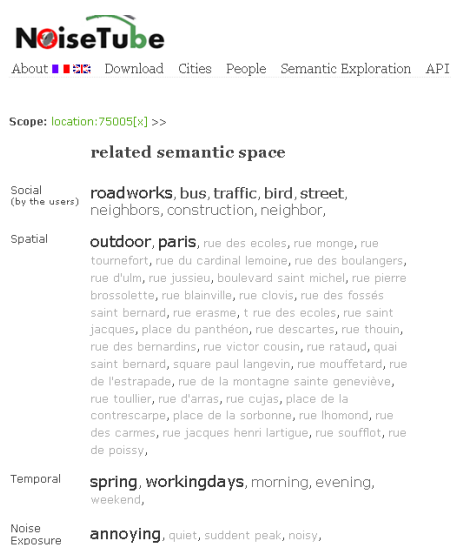 NoiseTube
About Download Cities People Semantic Exploration API
Scope: location:75005[x] >>
related semantic space
Social
(by the users)
roadworks, bus, traffic, bird, street,
neighbors, construction, neighbor,
Spatial
outdoor, paris, rue des ecoles, rue monge, rue
tournefort, rue du cardinal lemoine, rue des boulangers,
rue d'ulm, rue jussieu, boulevard saint michel, rue pierre
brossolette, rue blainville, rue clovis, rue des fossés
saint bernard, rue erasme, t rue des ecoles, rue saint
jacques, place du panthéon, rue descartes, rue thouin,
rue des bernardins, rue victor cousin, rue rataud, quai
saint bernard, square paul langevin, rue mouffetard, rue
de l'estrapade, rue de la montagne sainte geneviève,
rue toullier, rue d'arras, rue cujas, place de la
contrescarpe, place de la sorbonne, rue lhomond, rue
des carmes, rue jacques henri lartigue, rue soufflot, rue
de poissy,
Temporal
spring, workingdays, morning, evening,
weekend,
Noise
Exposure
annoying, quiet, suddent peak, noisy,